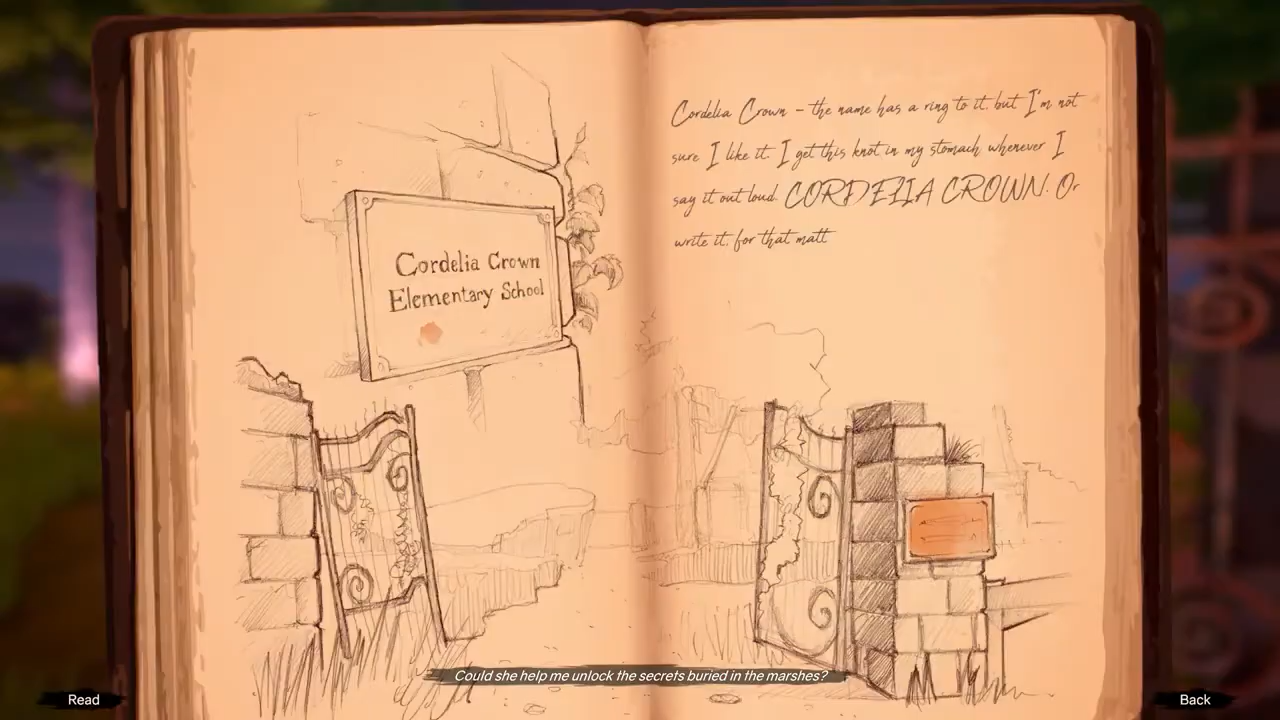 Cordelia Crown
Elementary School
Cordelia Crown – the name has a ring to it, but I'm not
sure I like it. I get this knot in my stomach whenever I
say it out loud. CORDELIA CROWN. Or
write it, for that matt
Could she help me unlock the secrets buried in the marshes?
Read
Back